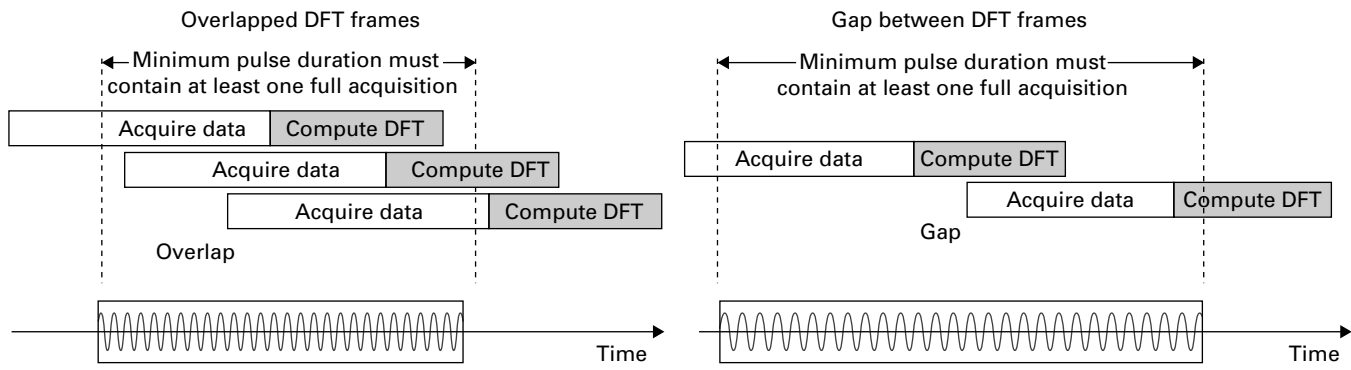 Overlapped DFT frames
Minimum pulse duration must
contain at least one full acquisition
Acquire data
Compute DFT
Acquire data
Compute DFT
Acquire data
Compute DFT
Overlap
Time
Gap between DFT frames
Minimum pulse duration must
contain at least one full acquisition
Acquire data
Compute DFT
Acquire data
Compute DFT
Gap
Time